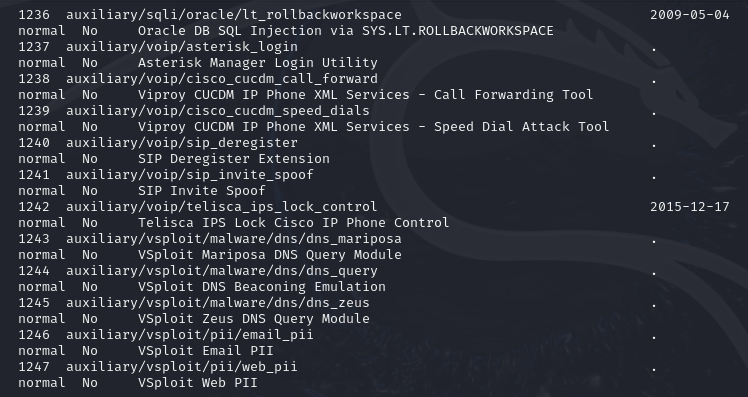 1236  auxiliary/sqli/oracle/lt_rollbackworkspace                               2009-05-04
normal  No     Oracle DB SQL Injection via SYS.LT.ROLLBACKWORKSPACE
1237  auxiliary/voip/asterisk_login                                            .
normal  No     Asterisk Manager Login Utility
1238  auxiliary/voip/cisco_cucdm_call_forward                                  .
normal  No     Viproy CUCDM IP Phone XML Services - Call Forwarding Tool
1239  auxiliary/voip/cisco_cucdm_speed_dials                                   .
normal  No     Viproy CUCDM IP Phone XML Services - Speed Dial Attack Tool
1240  auxiliary/voip/sip_deregister                                            .
normal  No     SIP Deregister Extension
1241  auxiliary/voip/sip_invite_spoof                                          .
normal  No     SIP Invite Spoof
1242  auxiliary/voip/telisca_ips_lock_control                                  2015-12-17
normal  No     Telisca IPS Lock Cisco IP Phone Control
1243  auxiliary/vsploit/malware/dns/dns_mariposa                               .
normal  No     VSploit Mariposa DNS Query Module
1244  auxiliary/vsploit/malware/dns/dns_query                                  .
normal  No     VSploit DNS Beaconing Emulation
1245  auxiliary/vsploit/malware/dns/dns_zeus                                   .
normal  No     VSploit Zeus DNS Query Module
1246  auxiliary/vsploit/pii/email_pii                                          .
normal  No     VSploit Email PII
1247  auxiliary/vsploit/pii/web_pii                                            .
normal  No     VSploit Web PII